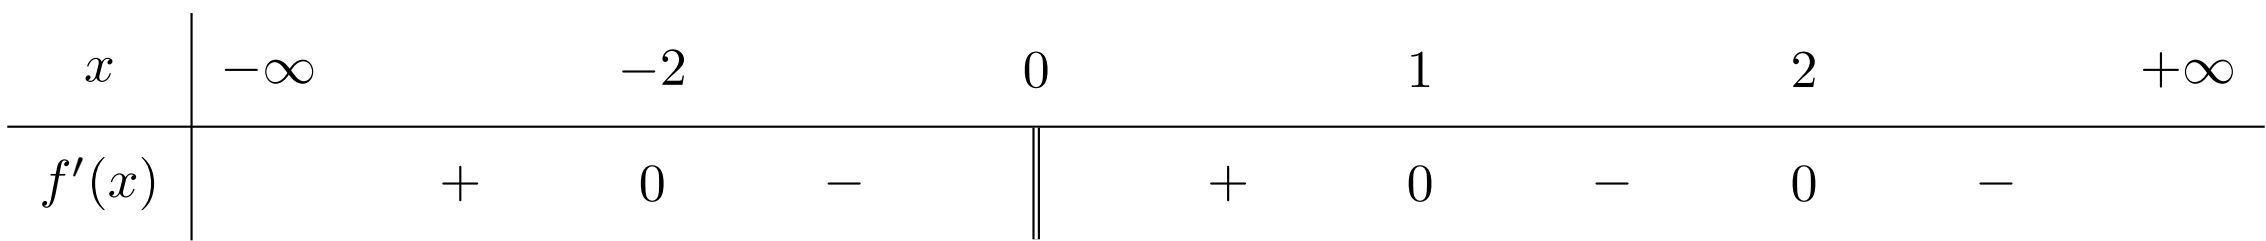 x −∞ −2 0 1 2 +∞
f′(x) + 0 − + 0 − 0 −